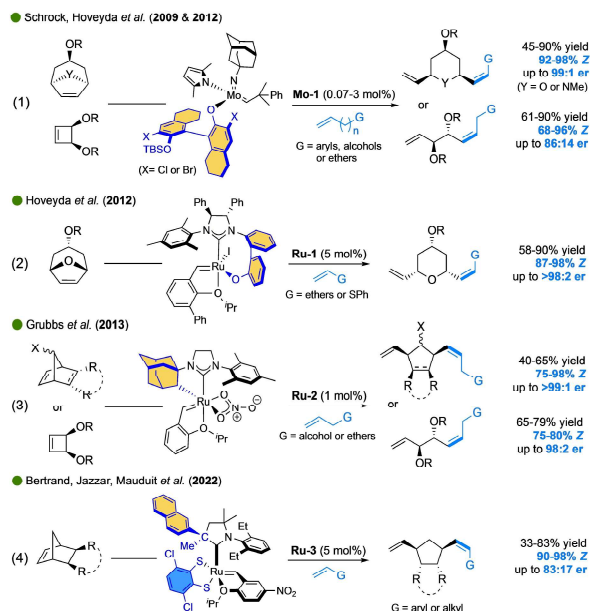 Schrock, Hoveyda et al. (2009 & 2012)
(1)
OR
Y
OR
OR
N
N
Mo
Ph
O
X
X
TBSO
(X= Cl or Br)
Mo-1 (0.07-3 mol%)
n
G
G = aryls, alcohols
or ethers
OR
Y
G
or
OR
OR
G
45-90% yield
92-98% Z
up to 99:1 er
(Y = O or NMe)
61-90% yield
68-96% Z
up to 86:14 er
Hoveyda et al. (2012)
(2)
OR
O
Ph
Ph
N
N
I
Ru
O
O
iPr
Ph
Ru-1 (5 mol%)
G
G = ethers or SPh
OR
O
G
58-90% yield
87-98% Z
up to >98:2 er
Grubbs et al. (2013)
(3)
X
R
R
or
OR
OR
N
N
Ru
O
O
N
⊕
O
⊖
O
iPr
Ru-2 (1 mol%)
G
G = alcohol or ethers
X
R
R
G
or
OR
OR
G
40-65% yield
75-98% Z
up to >99:1 er
65-79% yield
75-80% Z
up to 98:2 er
Bertrand, Jazzar, Mauduit et al. (2022)
(4)
R
R
Me
N
Et
Et
Cl
S
S
Ru
Cl
O
iPr
NO2
Ru-3 (5 mol%)
G
R
R
G
G = aryl or alkyl
33-83% yield
90-98% Z
up to 83:17 er